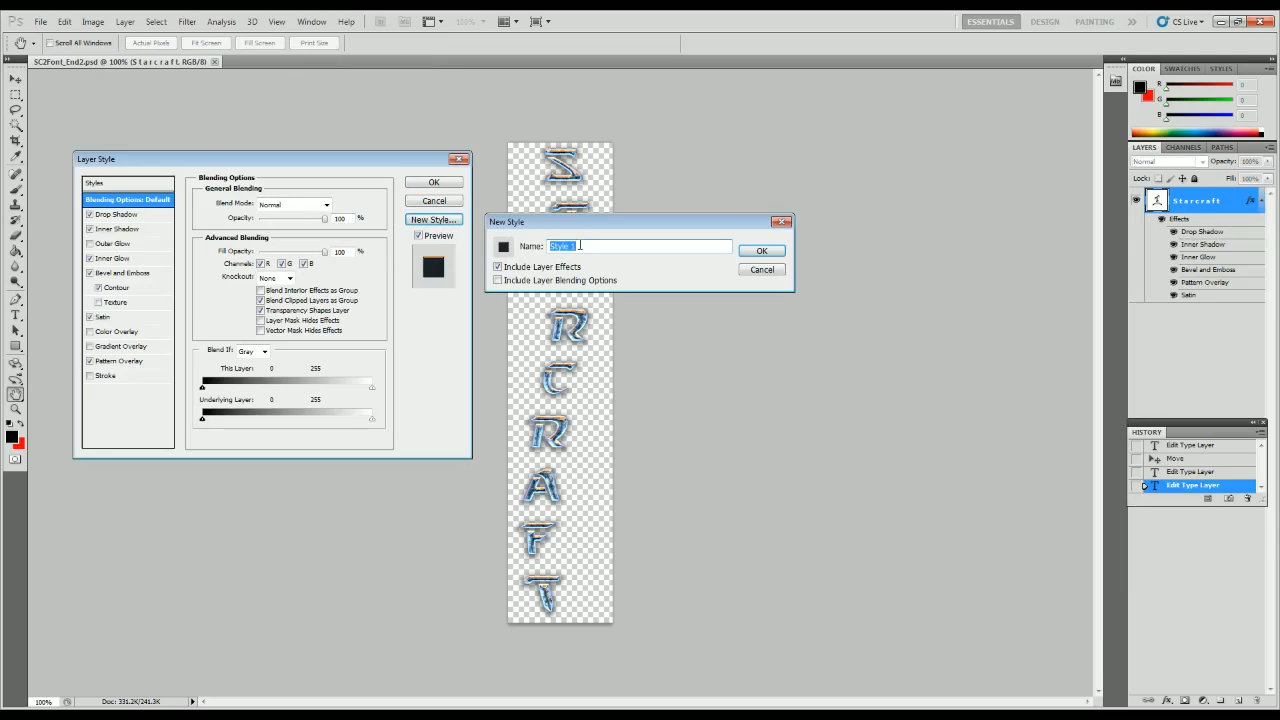 Ps File Edit Image Layer Select Filter Analysis 3D View Window Help 100% ESSENTIALS DESIGN PAINTING CS Live
Scroll All Windows Actual Pixels Fit Screen Fill Screen Print Size
SC2Font_End2.psd @ 100% (S t a r c r a f t, RGB/8)
Layer Style
Styles
Blending Options: Default
Drop Shadow
Inner Shadow
Outer Glow
Inner Glow
Bevel and Emboss
Contour
Texture
Satin
Color Overlay
Gradient Overlay
Pattern Overlay
Stroke
Blending Options
General Blending
Blend Mode: Normal
Opacity: 100 %
Advanced Blending
Fill Opacity: 100 %
Channels: R G B
Knockout: None
Blend Interior Effects as Group
Blend Clipped Layers as Group
Transparency Shapes Layer
Layer Mask Hides Effects
Vector Mask Hides Effects
Blend If: Gray
This Layer: 0 255
Underlying Layer: 0 255
OK
Cancel
New Style...
Preview
New Style
Name: Style 1
Include Layer Effects
Include Layer Blending Options
OK
Cancel
S
R
C
R
A
F
T
COLOR SWATCHES STYLES
R 0
G 0
B 0
LAYERS CHANNELS PATHS
Normal Opacity: 100%
Lock: Fill: 100%
S t a r c r a f t fx
Effects
Drop Shadow
Inner Shadow
Inner Glow
Bevel and Emboss
Pattern Overlay
Satin
HISTORY
Edit Type Layer
Move
Edit Type Layer
Edit Type Layer
100% Doc: 331.2K/241.3K